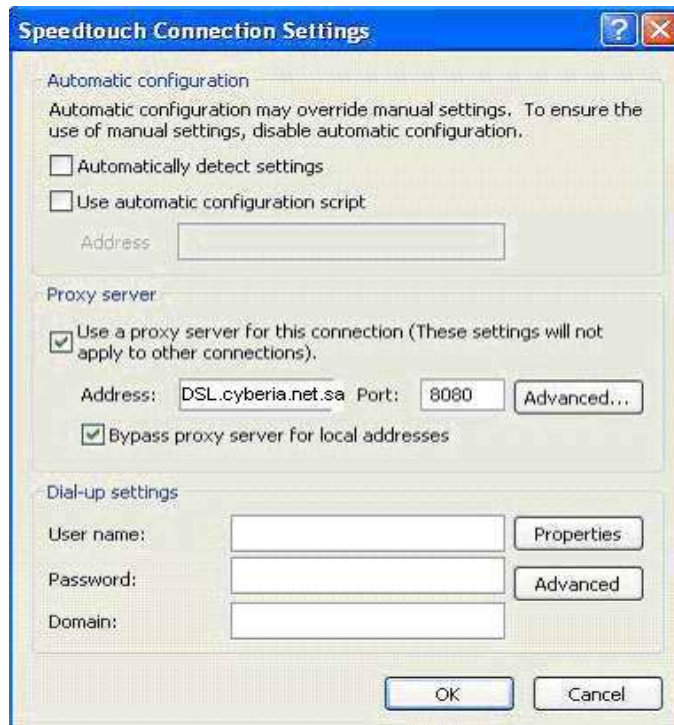 Speedtouch Connection Settings
Automatic configuration
Automatic configuration may override manual settings. To ensure the
use of manual settings, disable automatic configuration.
Automatically detect settings
Use automatic configuration script
Address
Proxy server
Use a proxy server for this connection (These settings will not
apply to other connections).
Address: DSL.cyberia.net.sa Port: 8080 Advanced...
Bypass proxy server for local addresses
Dial-up settings
User name: Properties
Password: Advanced
Domain:
OK Cancel